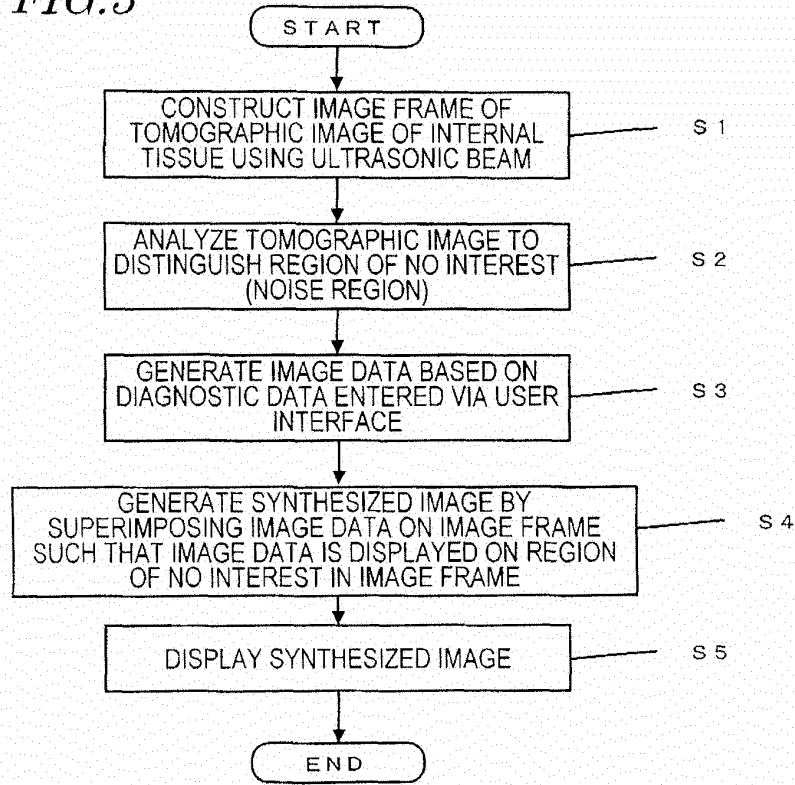 FIG.
START
CONSTRUCT IMAGE FRAME OF
TOMOGRAPHIC IMAGE OF INTERNAL
TISSUE USING ULTRASONIC BEAM
S1
ANALYZE TOMOGRAPHIC IMAGE TO
DISTINGUISH REGION OF NO INTEREST
(NOISE REGION)
S2
GENERATE IMAGE DATA BASED ON
DIAGNOSTIC DATA ENTERED VIA USER
INTERFACE
S3
GENERATE SYNTHESIZED IMAGE BY
SUPERIMPOSING IMAGE DATA ON IMAGE FRAME
SUCH THAT IMAGE DATA IS DISPLAYED ON REGION
OF NO INTEREST IN IMAGE FRAME
S4
DISPLAY SYNTHESIZED IMAGE
S5
END